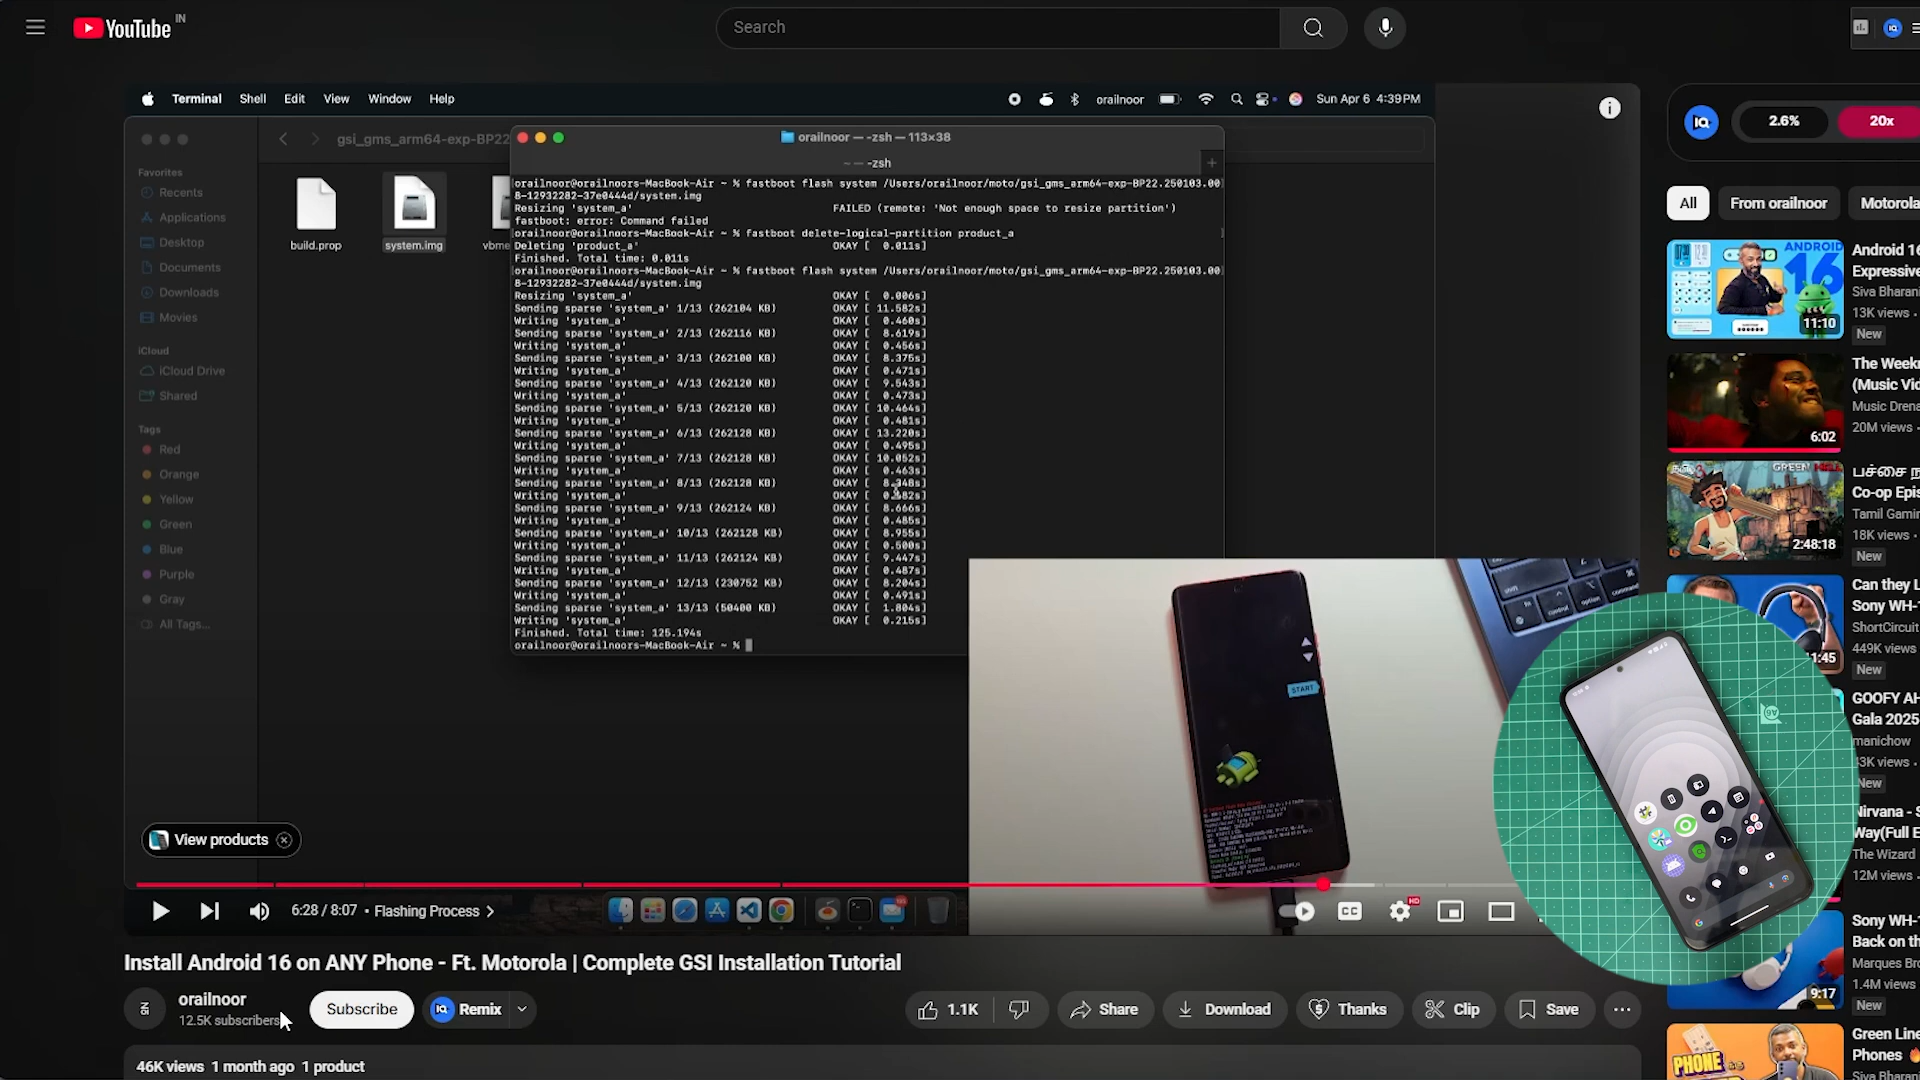 YouTube IN
Search
Terminal Shell Edit View Window Help
orailnoor
Sun Apr 6 4:39 PM
gsi_gms_arm64-exp-BP22
orailnoor — -zsh — 113×38
~ — -zsh
Favorites
Recents
Applications
Desktop
Documents
Downloads
Movies
iCloud
iCloud Drive
Shared
Tags
Red
Orange
Yellow
Green
Blue
Purple
Gray
All Tags...
build.prop
system.img
vbme
orailnoor@orailnoors-MacBook-Air ~ % fastboot flash system /Users/orailnoor/moto/gsi_gms_arm64-exp-BP22.250103.00
8-12932282-37e0444d/system.img
Resizing 'system_a' FAILED (remote: 'Not enough space to resize partition')
fastboot: error: Command failed
orailnoor@orailnoors-MacBook-Air ~ % fastboot delete-logical-partition product_a
Deleting 'product_a' OKAY [ 0.011s]
Finished. Total time: 0.011s
orailnoor@orailnoors-MacBook-Air ~ % fastboot flash system /Users/orailnoor/moto/gsi_gms_arm64-exp-BP22.250103.00
8-12932282-37e0444d/system.img
Resizing 'system_a' OKAY [ 0.006s]
Sending sparse 'system_a' 1/13 (262104 KB) OKAY [ 11.582s]
Writing 'system_a' OKAY [ 0.460s]
Sending sparse 'system_a' 2/13 (262116 KB) OKAY [ 8.619s]
Writing 'system_a' OKAY [ 0.456s]
Sending sparse 'system_a' 3/13 (262100 KB) OKAY [ 8.375s]
Writing 'system_a' OKAY [ 0.471s]
Sending sparse 'system_a' 4/13 (262120 KB) OKAY [ 9.543s]
Writing 'system_a' OKAY [ 0.473s]
Sending sparse 'system_a' 5/13 (262120 KB) OKAY [ 10.464s]
Writing 'system_a' OKAY [ 0.481s]
Sending sparse 'system_a' 6/13 (262128 KB) OKAY [ 13.220s]
Writing 'system_a' OKAY [ 0.495s]
Sending sparse 'system_a' 7/13 (262128 KB) OKAY [ 10.052s]
Writing 'system_a' OKAY [ 0.463s]
Sending sparse 'system_a' 8/13 (262128 KB) OKAY [ 8.348s]
Writing 'system_a' OKAY [
Sending sparse 'system_a' 9/13 (262124 KB) OKAY [ 8.666s]
Writing 'system_a' OKAY [ 0.485s]
Sending sparse 'system_a' 10/13 (262128 KB) OKAY [ 8.955s]
Writing 'system_a' OKAY [ 0.500s]
Sending sparse 'system_a' 11/13 (262124 KB) OKAY [ 9.447s]
Writing 'system_a' OKAY [ 0.487s]
Sending sparse 'system_a' 12/13 (230752 KB) OKAY [ 8.204s]
Writing 'system_a' OKAY [ 0.491s]
Sending sparse 'system_a' 13/13 (50400 KB) OKAY [ 1.804s]
Writing 'system_a' OKAY [ 0.215s]
Finished. Total time: 125.194s
orailnoor@orailnoors-MacBook-Air ~ %
START
fn
control
option
command
View products
6:28 / 8:07 • Flashing Process
CC
HD
Install Android 16 on ANY Phone - Ft. Motorola | Complete GSI Installation Tutorial
orailnoor
12.5K subscribers
Subscribe
Remix
1.1K
Share
Download
Thanks
Clip
Save
46K views 1 month ago 1 product
IQ
2.6%
20x
All
From orailnoor
Motorola
ANDROID
16
11:10
Android 16
Expressive
Siva Bharani
13K views •
New
6:02
The Weekn
(Music Vid
Music Drena
20M views •
GREEN HELL
2:48:18
பச்சை ந
Co-op Epis
Tamil Gamin
18K views •
New
1:45
Can they L
Sony WH-1
ShortCircuit
449K views
New
GOOFY AH
Gala 2025
manichow
3K views •
New
Nirvana - S
Way(Full E
The Wizard
12M views •
9:17
Sony WH-1
Back on th
Marques Bro
1.4M views •
New
PHONE
Green Line
Phones
Siva Bharani